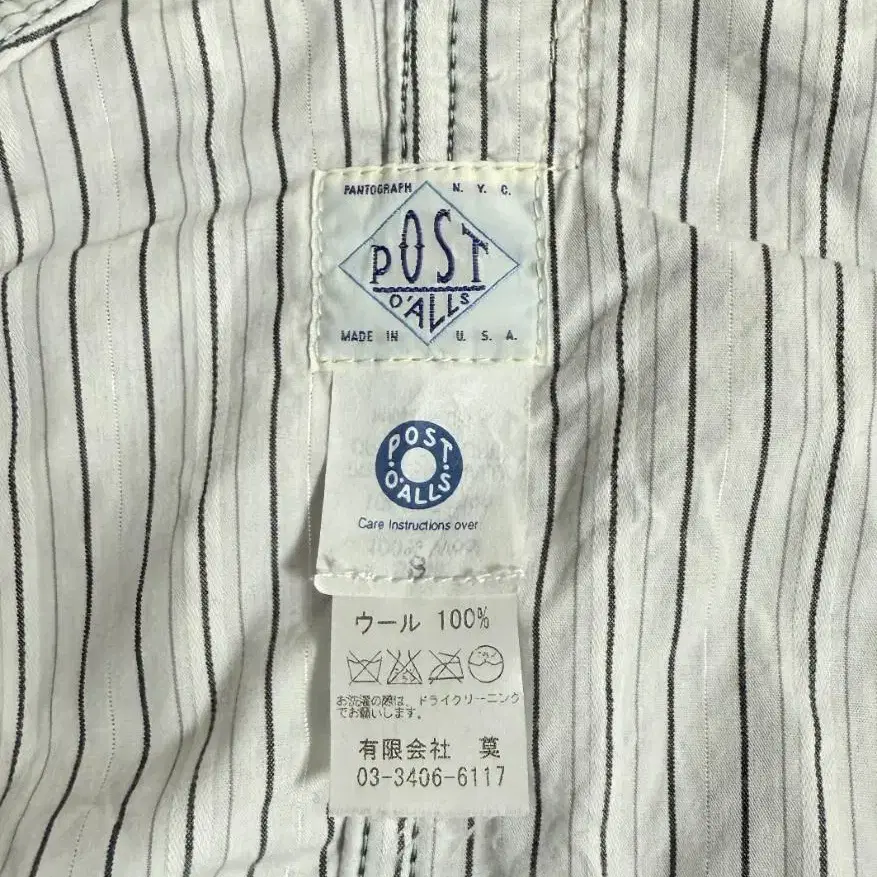 PANTOGRAPH N. Y. C.
POST
O'ALLS
MADE IN U. S. A.
POST
O'ALLS
Care Instructions over
S
ウール 100%
お洗濯の際は、ドライクリーニング
でお願いします。
有限会社 蓂
03-3406-6117